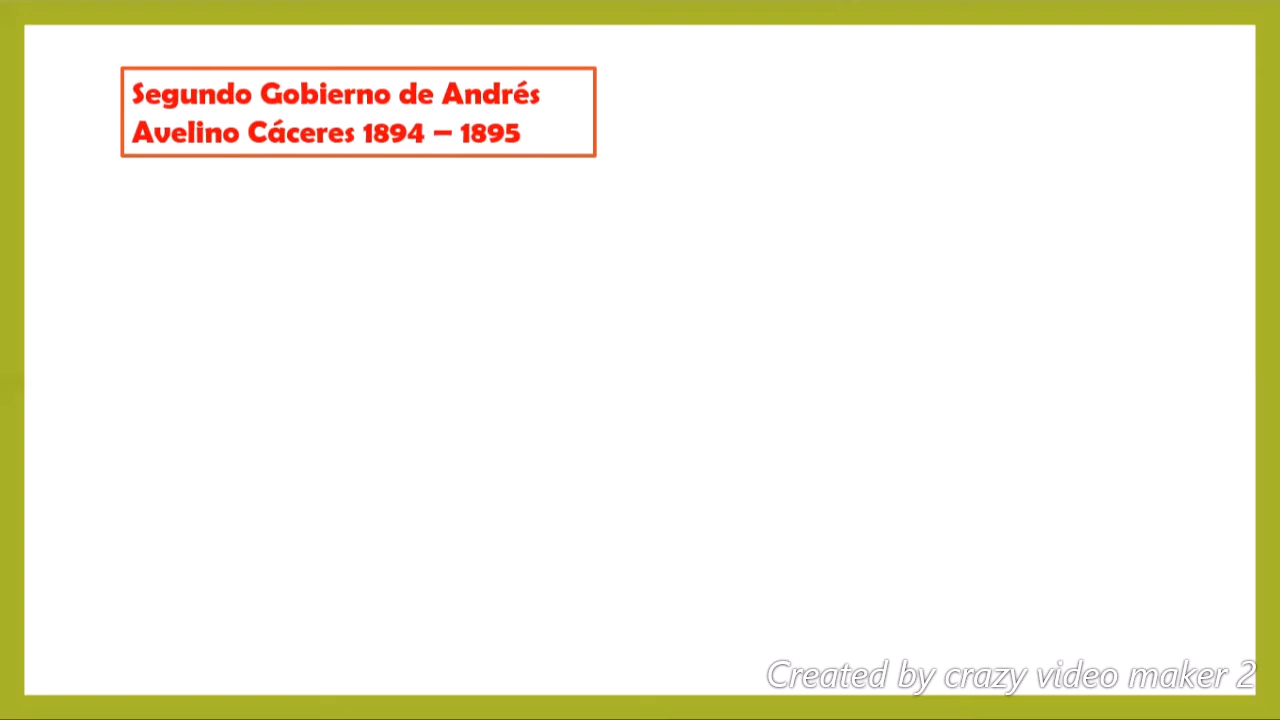 Segundo Gobierno de Andrés
Avelino Cáceres 1894 – 1895
Created by crazy video maker 2